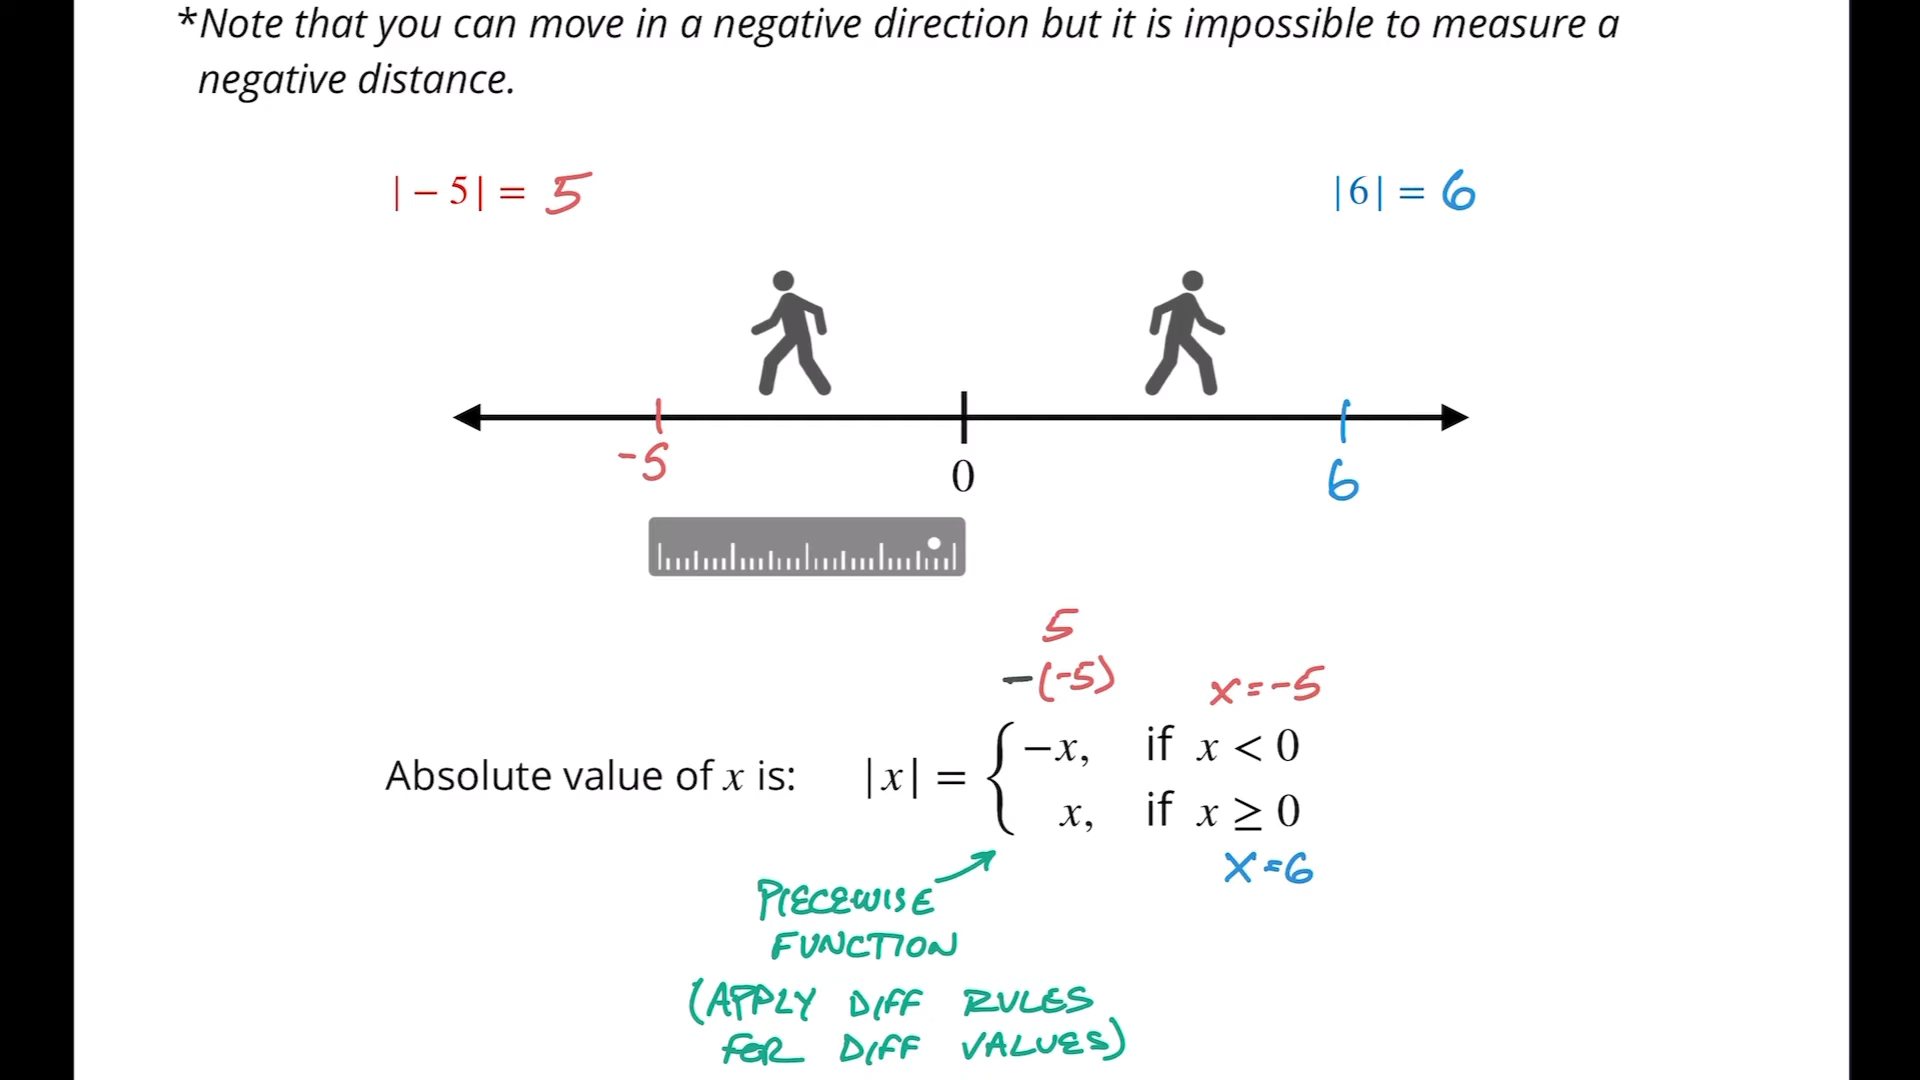 *Note that you can move in a negative direction but it is impossible to measure a
negative distance.
|−5| = 5
|6| = 6
-5
0
6
5
-(-5)
x=-5
Absolute value of x is: |x| = { −x, if x < 0
x, if x ≥ 0
x=6
PIECEWISE
FUNCTION
(APPLY DIFF RULES
FOR DIFF VALUES)